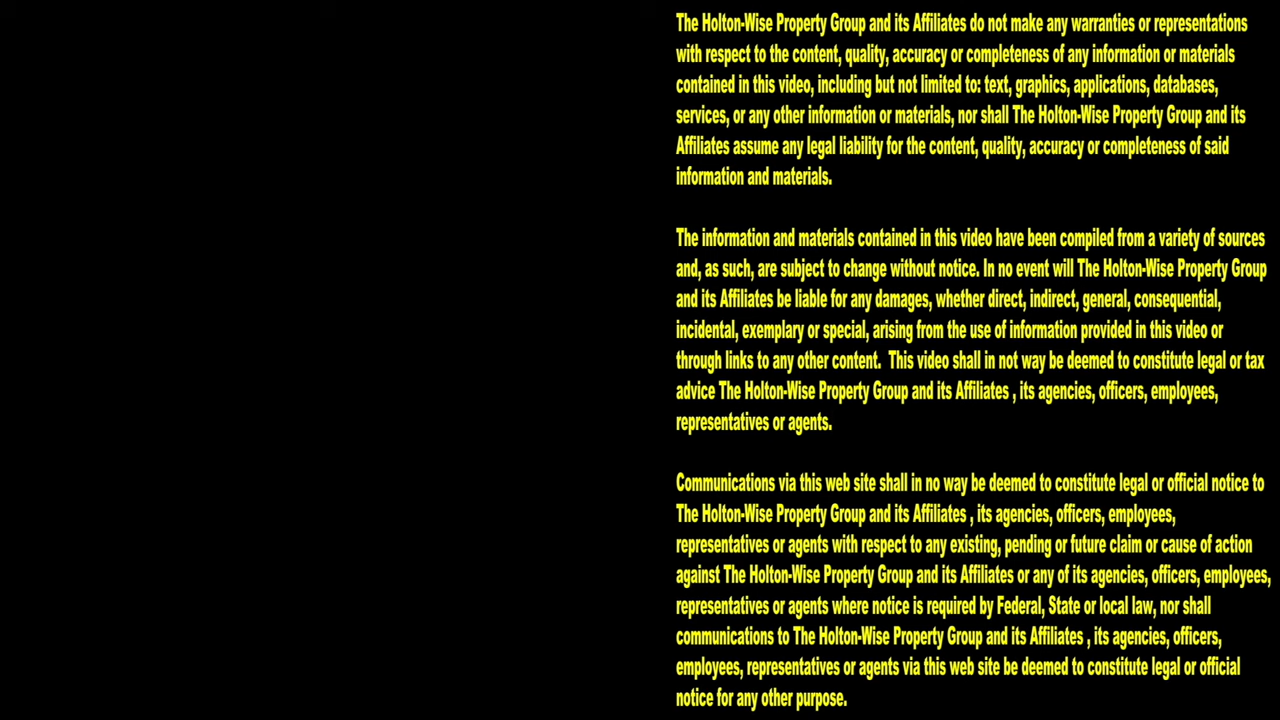 The Holton-Wise Property Group and its Affiliates do not make any warranties or representations
with respect to the content, quality, accuracy or completeness of any information or materials
contained in this video, including but not limited to: text, graphics, applications, databases,
services, or any other information or materials, nor shall The Holton-Wise Property Group and its
Affiliates assume any legal liability for the content, quality, accuracy or completeness of said
information and materials.
The information and materials contained in this video have been compiled from a variety of sources
and, as such, are subject to change without notice. In no event will The Holton-Wise Property Group
and its Affiliates be liable for any damages, whether direct, indirect, general, consequential,
incidental, exemplary or special, arising from the use of information provided in this video or
through links to any other content.  This video shall in not way be deemed to constitute legal or tax
advice The Holton-Wise Property Group and its Affiliates , its agencies, officers, employees,
representatives or agents.
Communications via this web site shall in no way be deemed to constitute legal or official notice to
The Holton-Wise Property Group and its Affiliates , its agencies, officers, employees,
representatives or agents with respect to any existing, pending or future claim or cause of action
against The Holton-Wise Property Group and its Affiliates or any of its agencies, officers, employees,
representatives or agents where notice is required by Federal, State or local law, nor shall
communications to The Holton-Wise Property Group and its Affiliates , its agencies, officers,
employees, representatives or agents via this web site be deemed to constitute legal or official
notice for any other purpose.